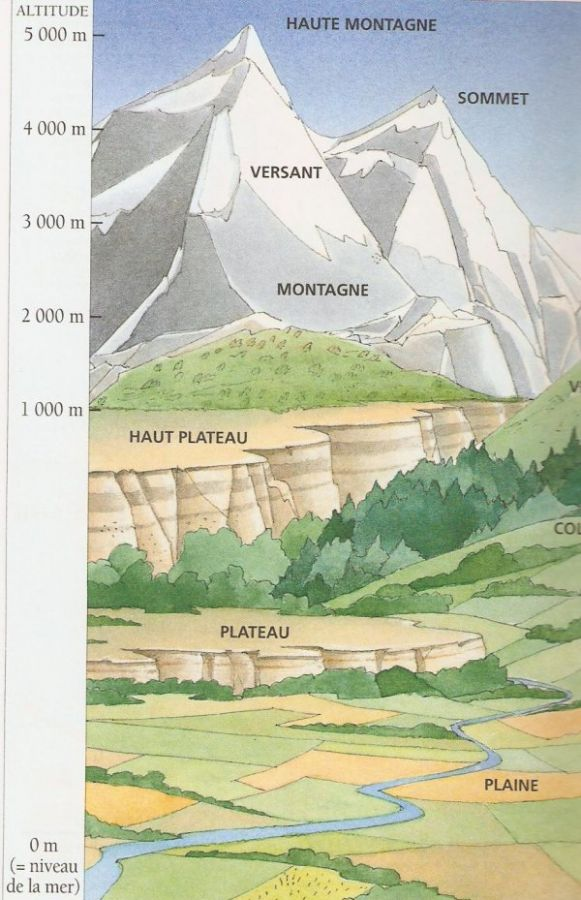 ALTITUDE
5 000 m
HAUTE MONTAGNE
SOMMET
4 000 m
VERSANT
3 000 m
MONTAGNE
2 000 m
1 000 m
HAUT PLATEAU
PLATEAU
PLAINE
0 m
(= niveau
de la mer)